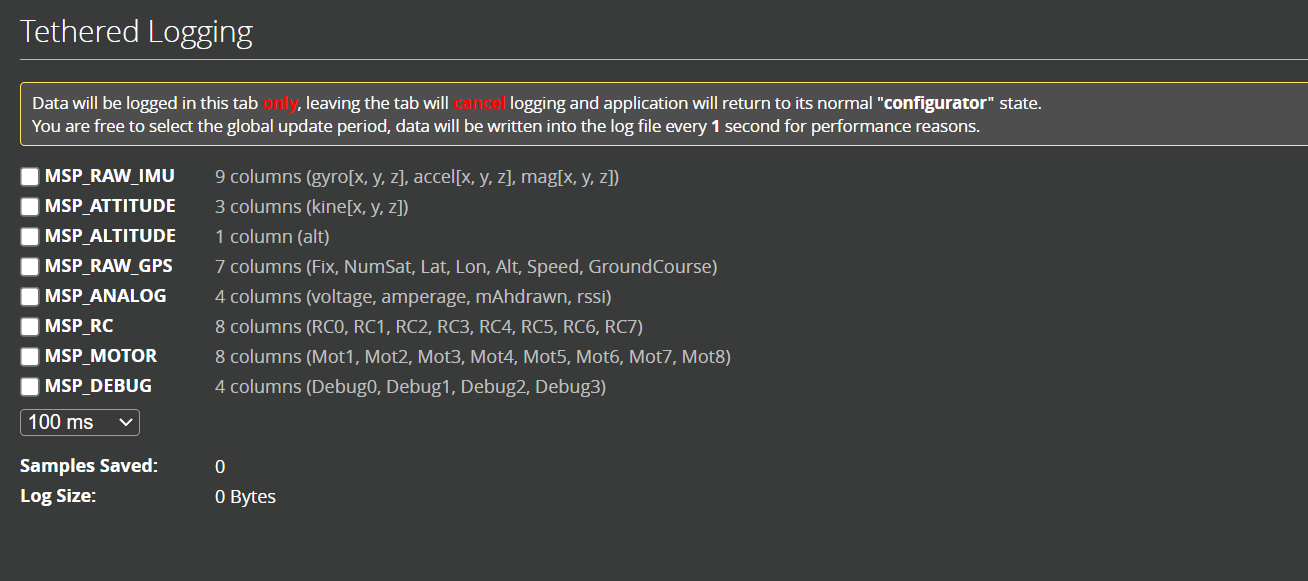 Tethered Logging
Data will be logged in this tab only, leaving the tab will cancel logging and application will return to its normal "configurator" state.
You are free to select the global update period, data will be written into the log file every 1 second for performance reasons.
MSP_RAW_IMU 9 columns (gyro[x, y, z], accel[x, y, z], mag[x, y, z])
MSP_ATTITUDE 3 columns (kine[x, y, z])
MSP_ALTITUDE 1 column (alt)
MSP_RAW_GPS 7 columns (Fix, NumSat, Lat, Lon, Alt, Speed, GroundCourse)
MSP_ANALOG 4 columns (voltage, amperage, mAhdrawn, rssi)
MSP_RC 8 columns (RC0, RC1, RC2, RC3, RC4, RC5, RC6, RC7)
MSP_MOTOR 8 columns (Mot1, Mot2, Mot3, Mot4, Mot5, Mot6, Mot7, Mot8)
MSP_DEBUG 4 columns (Debug0, Debug1, Debug2, Debug3)
100 ms
Samples Saved: 0
Log Size: 0 Bytes